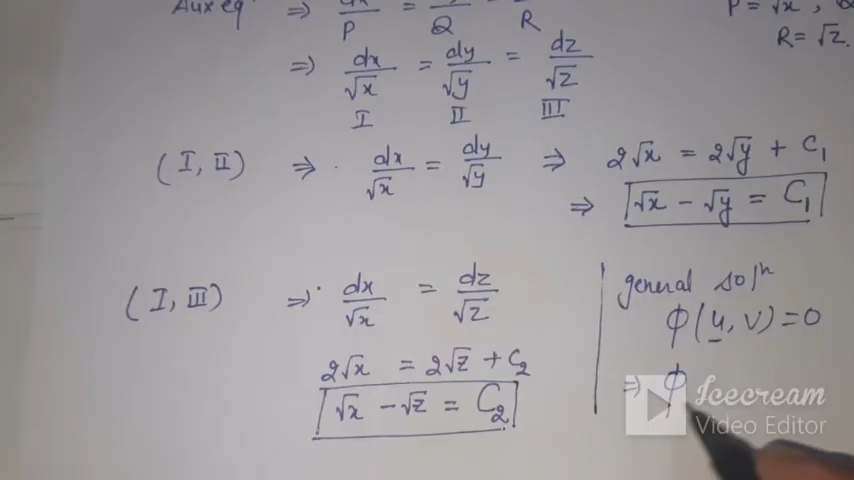 Aux eq ⇒ dx/P = dy/Q = dz/R
P = √x ,
R = √z.
⇒ dx/√x = dy/√y = dz/√z
I II III
(I, II) ⇒ dx/√x = dy/√y ⇒ 2√x = 2√y + C₁
⇒ √x - √y = C₁
(I, III) ⇒ dx/√x = dz/√z
2√x = 2√z + C₂
√x - √z = C₂
general solⁿ
φ(u, v) = 0
⇒ φ
Icecream
Video Editor